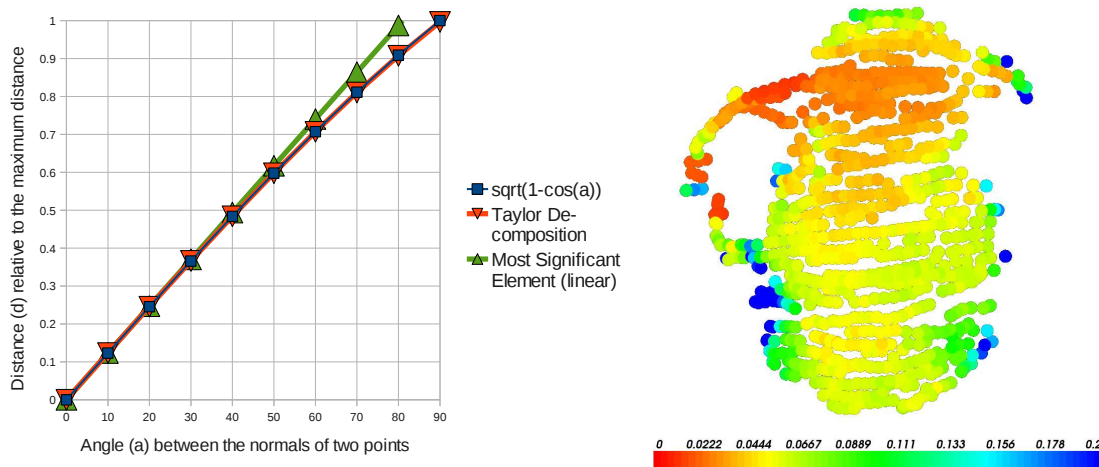 1
0.9
0.8
0.7
0.6
0.5
0.4
0.3
0.2
0.1
0
0 10 20 30 40 50 60 70 80 90
Distance (d) relative to the maximum distance
Angle (a) between the normals of two points
sqrt(1-cos(a))
Taylor De-
composition
Most Significant
Element (linear)
0 0.0222 0.0444 0.0667 0.0889 0.111 0.133 0.156 0.178 0.2